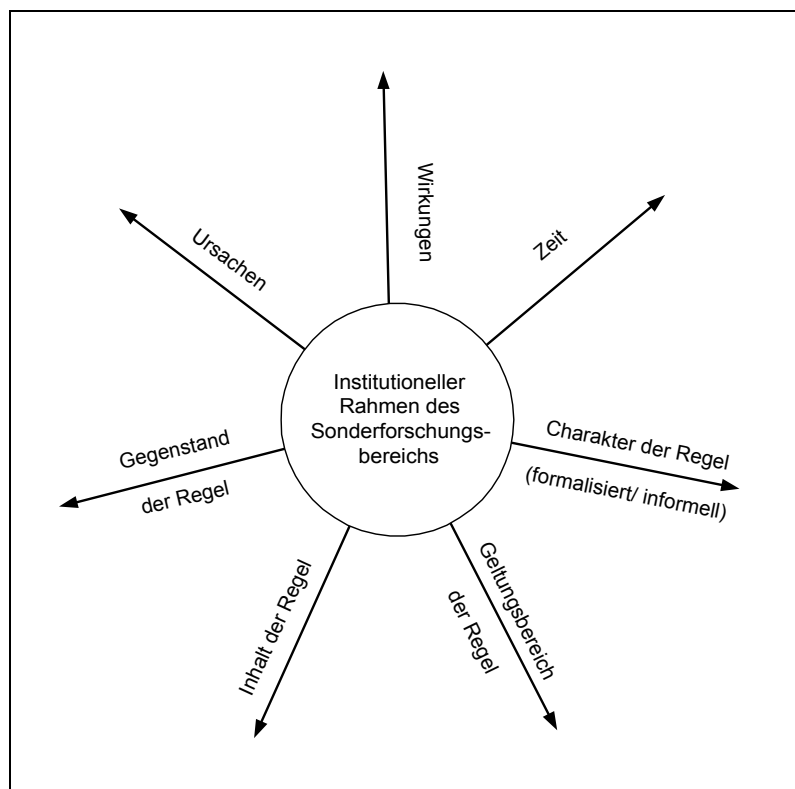 Wirkungen
Ursachen
Zeit
Institutioneller
Rahmen des
Sonderforschungs-
bereichs
Gegenstand
der Regel
Charakter der Regel
(formalisiert/ informell)
Inhalt der Regel
Geltungsbereich
der Regel